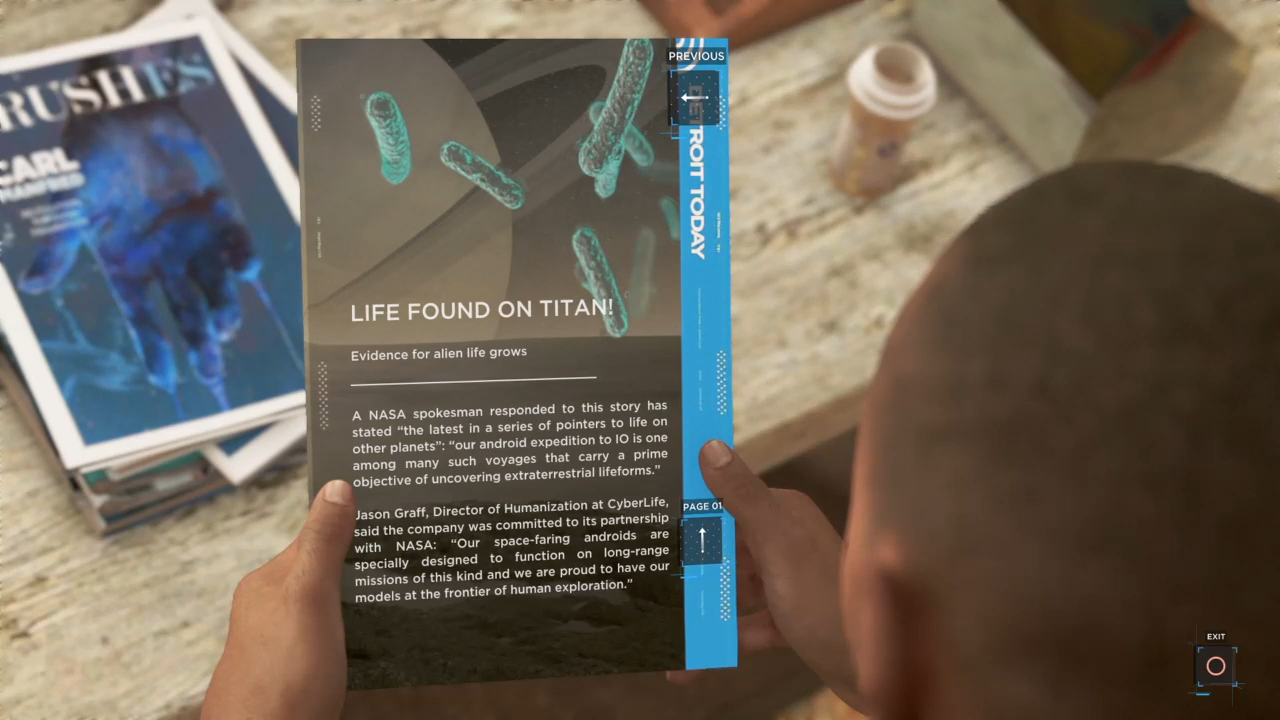 RUSHES
CARL
MANFRED
PREVIOUS
DETROIT TODAY
LIFE FOUND ON TITAN!
Evidence for alien life grows
A NASA spokesman responded to this story has
stated “the latest in a series of pointers to life on
other planets”: “our android expedition to IO is one
among many such voyages that carry a prime
objective of uncovering extraterrestrial lifeforms.”
Jason Graff, Director of Humanization at CyberLife,
said the company was committed to its partnership
with NASA: “Our space-faring androids are
specially designed to function on long-range
missions of this kind and we are proud to have our
models at the frontier of human exploration.”
PAGE 01
EXIT